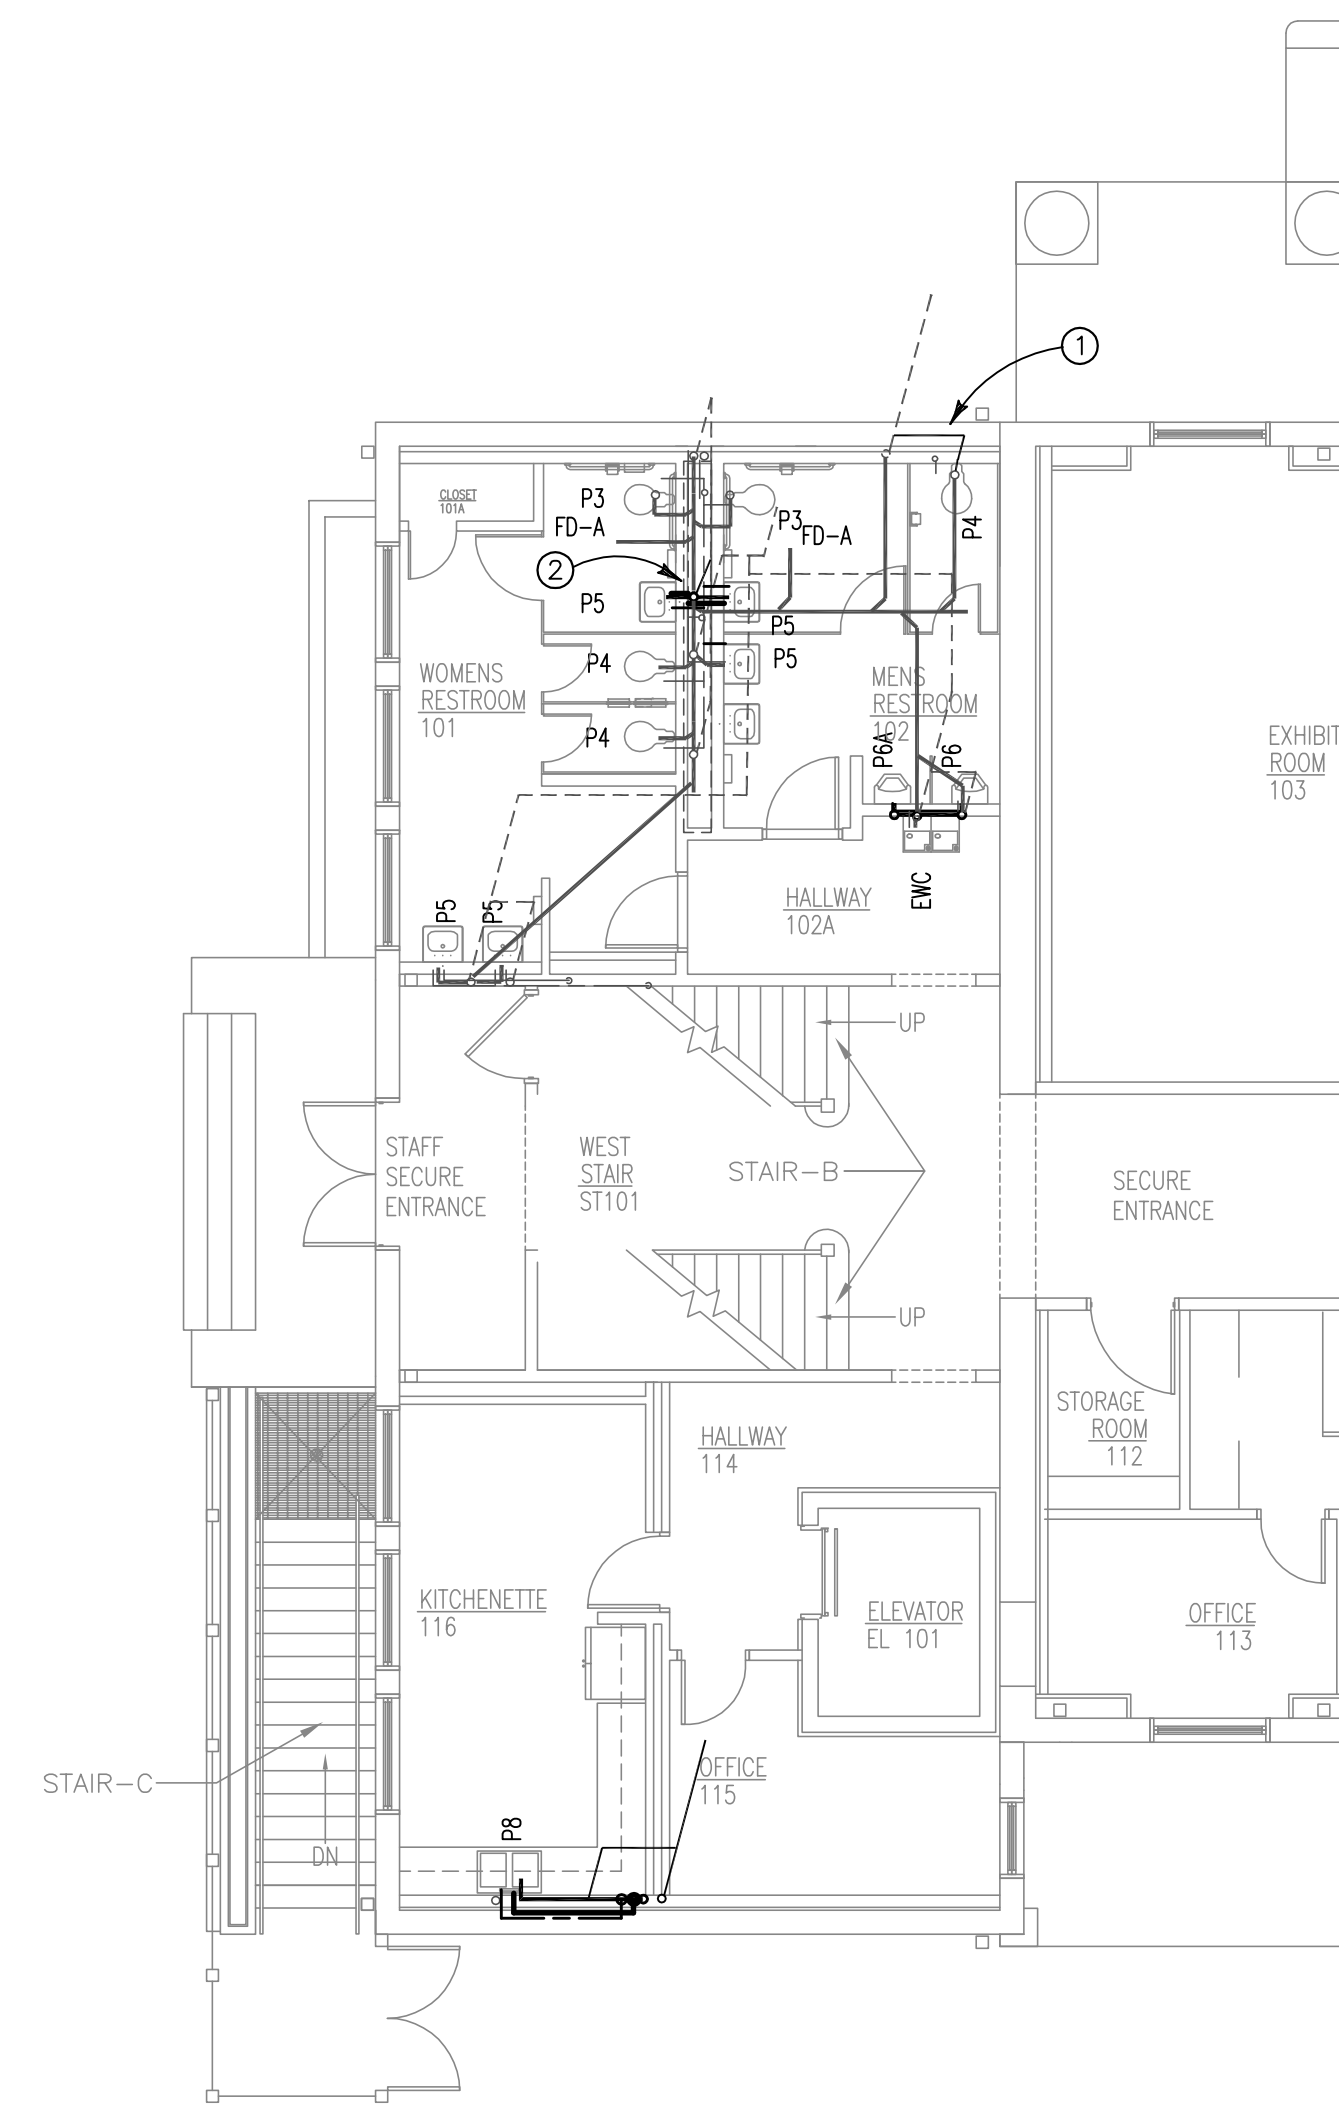 1
CLOSET
101A
P3
FD-A
P3
FD-A
P4
2
P5
P5
P5
P4
WOMENS
RESTROOM
101
P4
MENS
RESTROOM
102
P6A
P6
EXHIBIT
ROOM
103
P5
P5
EWC
HALLWAY
102A
UP
STAFF
SECURE
ENTRANCE
WEST
STAIR
ST101
STAIR-B
SECURE
ENTRANCE
UP
STORAGE
ROOM
112
HALLWAY
114
KITCHENETTE
116
ELEVATOR
EL 101
OFFICE
113
STAIR-C
OFFICE
115
DN
P8